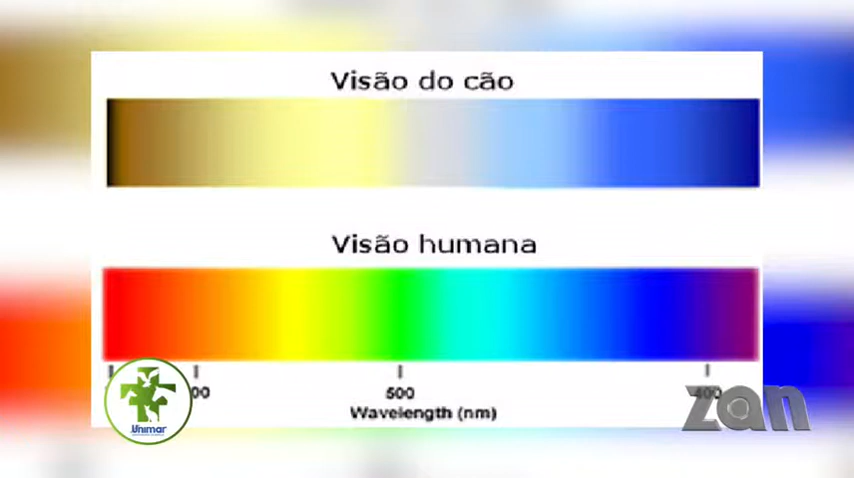 Visão do cão
Visão humana
00
500
400
Wavelength (nm)
Unimar
zan